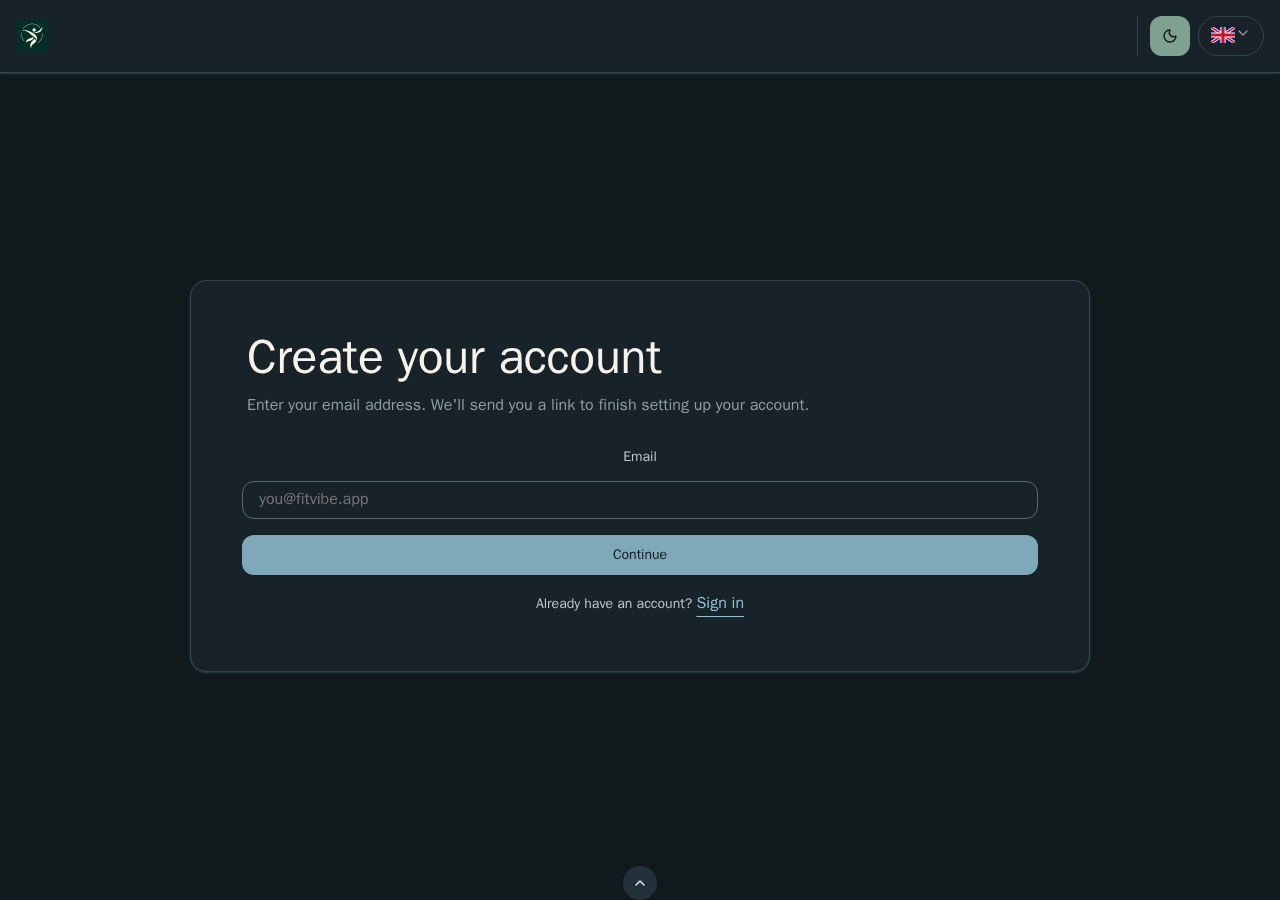 Create your account
Enter your email address. We'll send you a link to finish setting up your account.
Email
you@fitvibe.app
Continue
Already have an account? Sign in